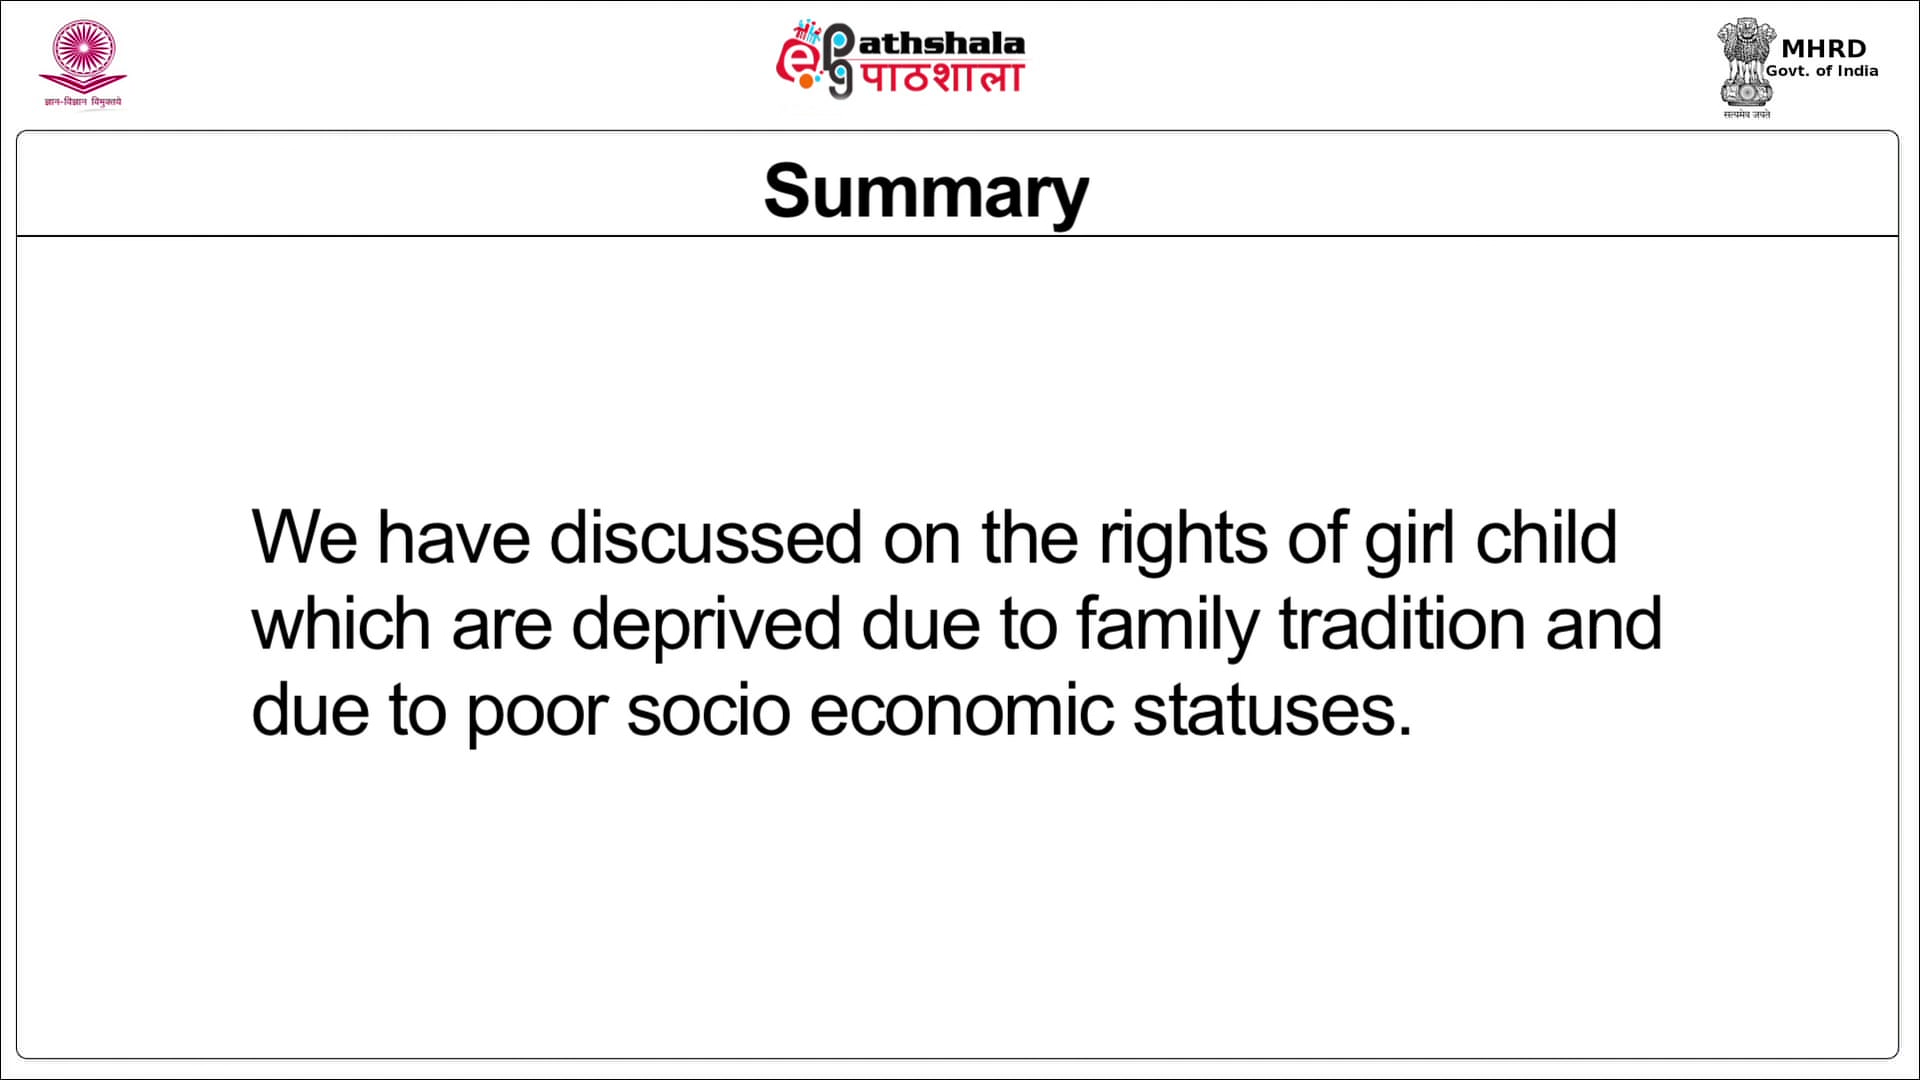 ज्ञान-विज्ञान विमुक्तये
e
pg
athshala
पाठशाला
MHRD
Govt. of India
सत्यमेव जयते
Summary
We have discussed on the rights of girl child
which are deprived due to family tradition and
due to poor socio economic statuses.